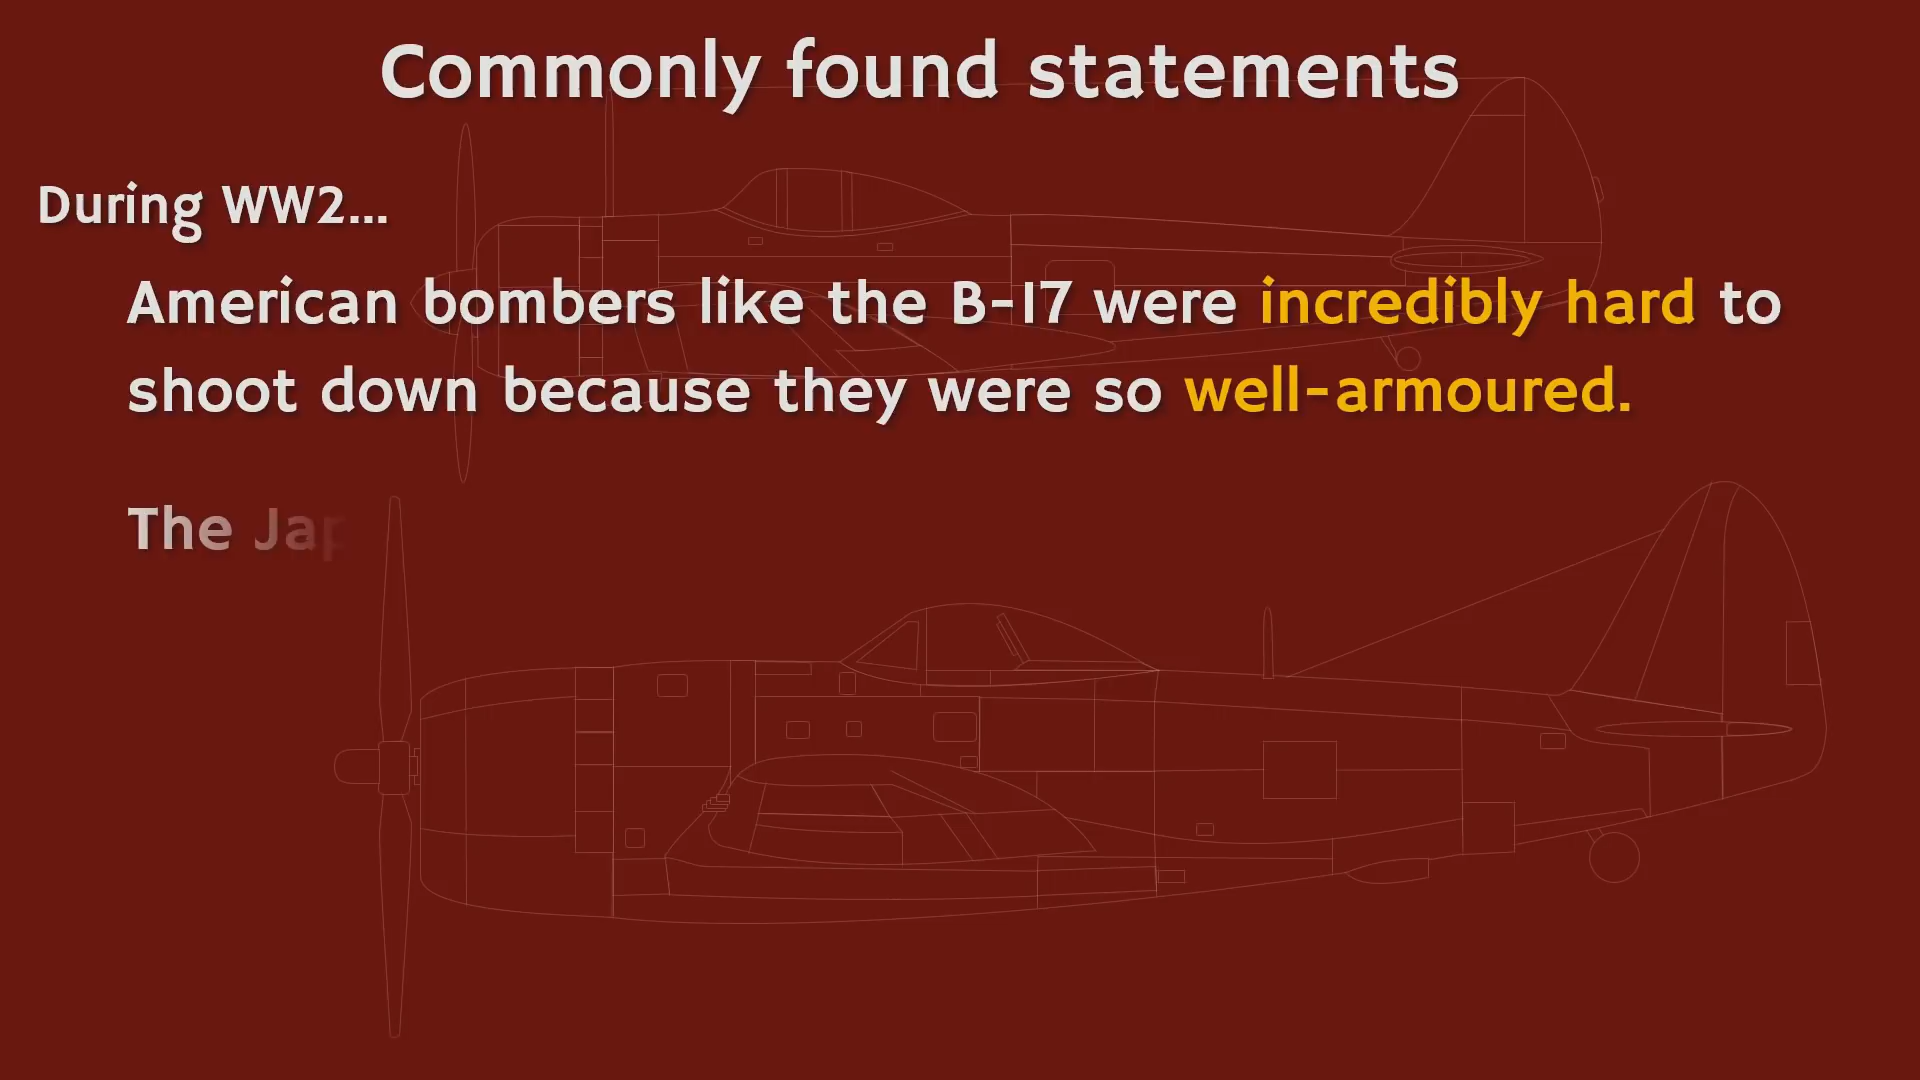 Commonly found statements
During WW2...
American bombers like the B-17 were incredibly hard to
shoot down because they were so well-armoured.
The Jap